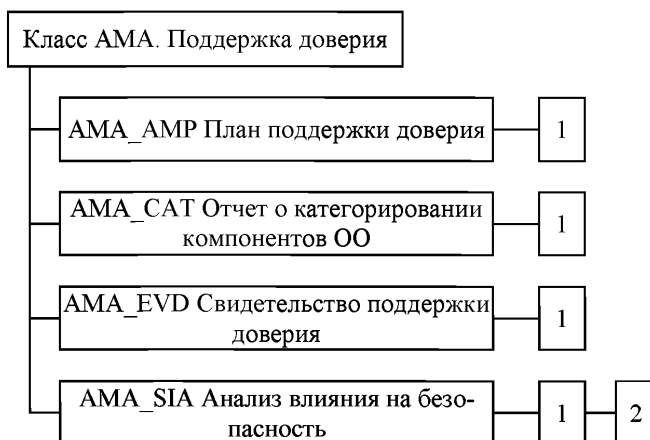 Класс АМА. Поддержка доверия
AMA_AMP План поддержки доверия
1
AMA_CAT Отчет о категорировании
компонентов ОО
1
AMA_EVD Свидетельство поддержки
доверия
1
AMA_SIA Анализ влияния на безо-
пасность
1
2